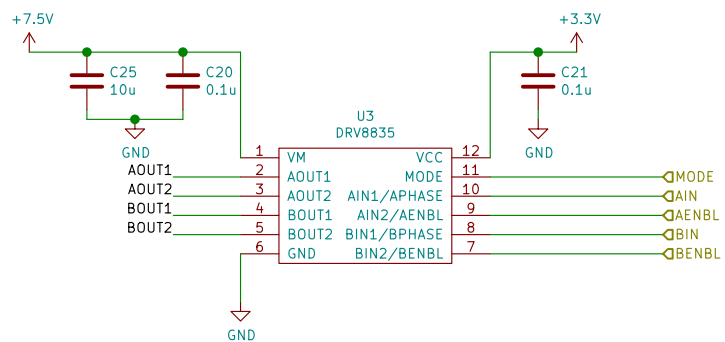 +7.5V
+3.3V
C25
10u
C20
0.1u
C21
0.1u
GND
GND
U3
DRV8835
1 VM VCC 12
AOUT1 2 AOUT1 MODE 11 MODE
AOUT2 3 AOUT2 AIN1/APHASE 10 AIN
BOUT1 4 BOUT1 AIN2/AENBL 9 AENBL
BOUT2 5 BOUT2 BIN1/BPHASE 8 BIN
6 GND BIN2/BENBL 7 BENBL
GND